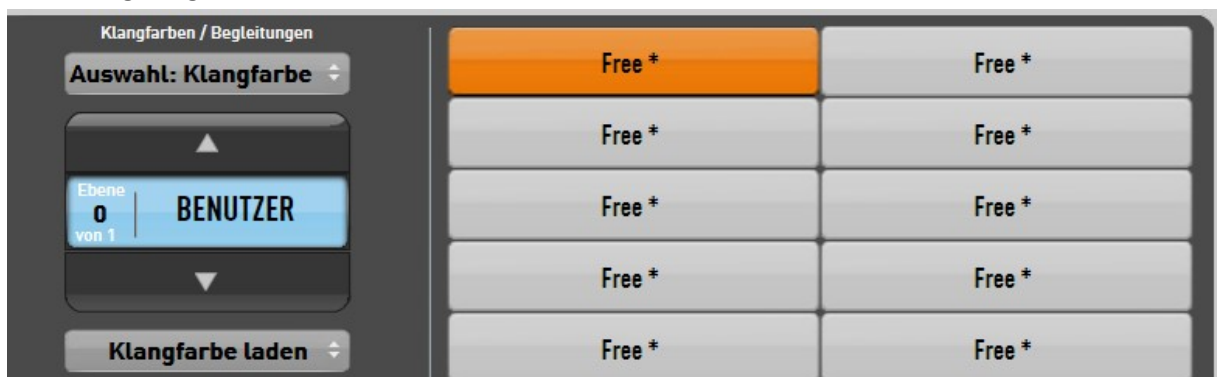 Klangfarben / Begleitungen
Auswahl: Klangfarbe
Ebene
0
von 1
BENUTZER
Klangfarbe laden
Free * Free *
Free * Free *
Free * Free *
Free * Free *
Free * Free *